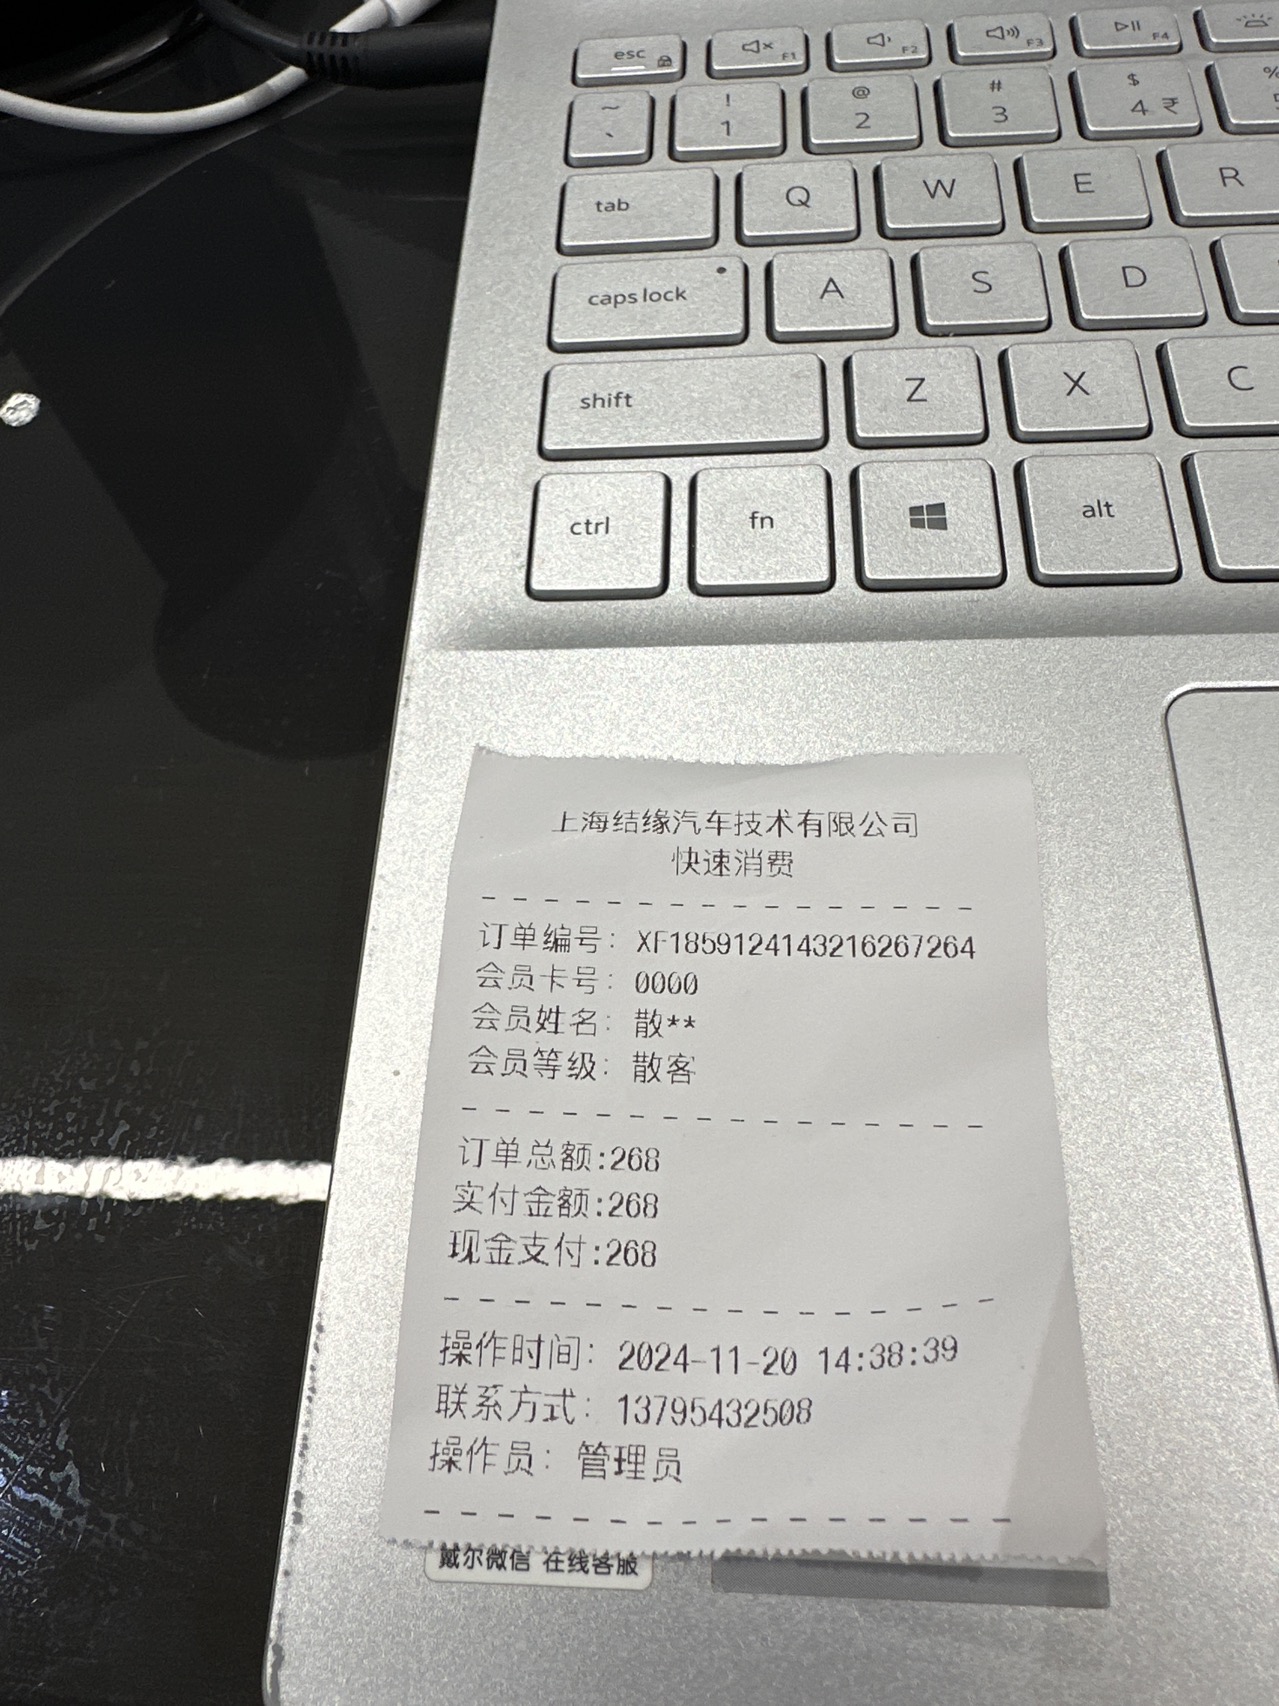 esc F1 F2 F3 F4
~ ! @ # $ %
` 1 2 3 4 ₹
tab Q W E R
caps lock A S D
shift Z X C
ctrl fn alt
上海结缘汽车技术有限公司
快速消费
订单编号: XF1859124143216267264
会员卡号: 0000
会员姓名: 散**
会员等级: 散客
订单总额:268
实付金额:268
现金支付:268
操作时间: 2024-11-20 14:38:39
联系方式: 13795432508
操作员: 管理员
戴尔微信 在线客服